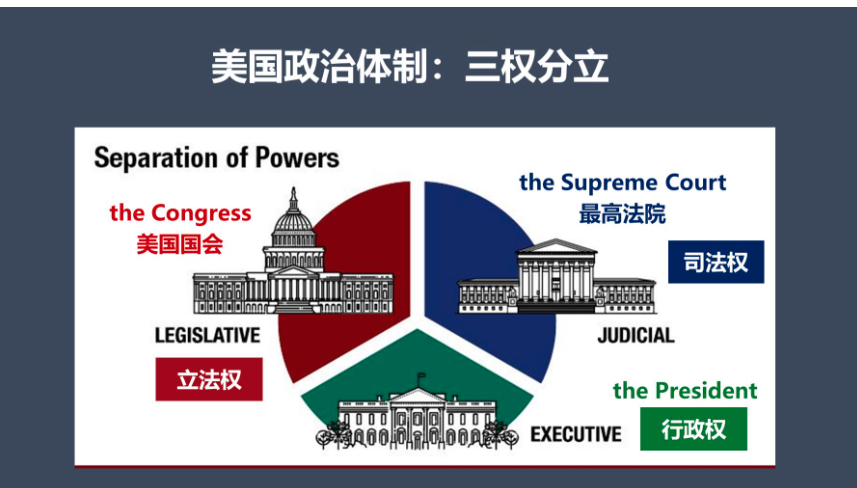 美国政治体制：三权分立
Separation of Powers
the Congress
美国国会
LEGISLATIVE
立法权
the Supreme Court
最高法院
司法权
JUDICIAL
the President
行政权
EXECUTIVE